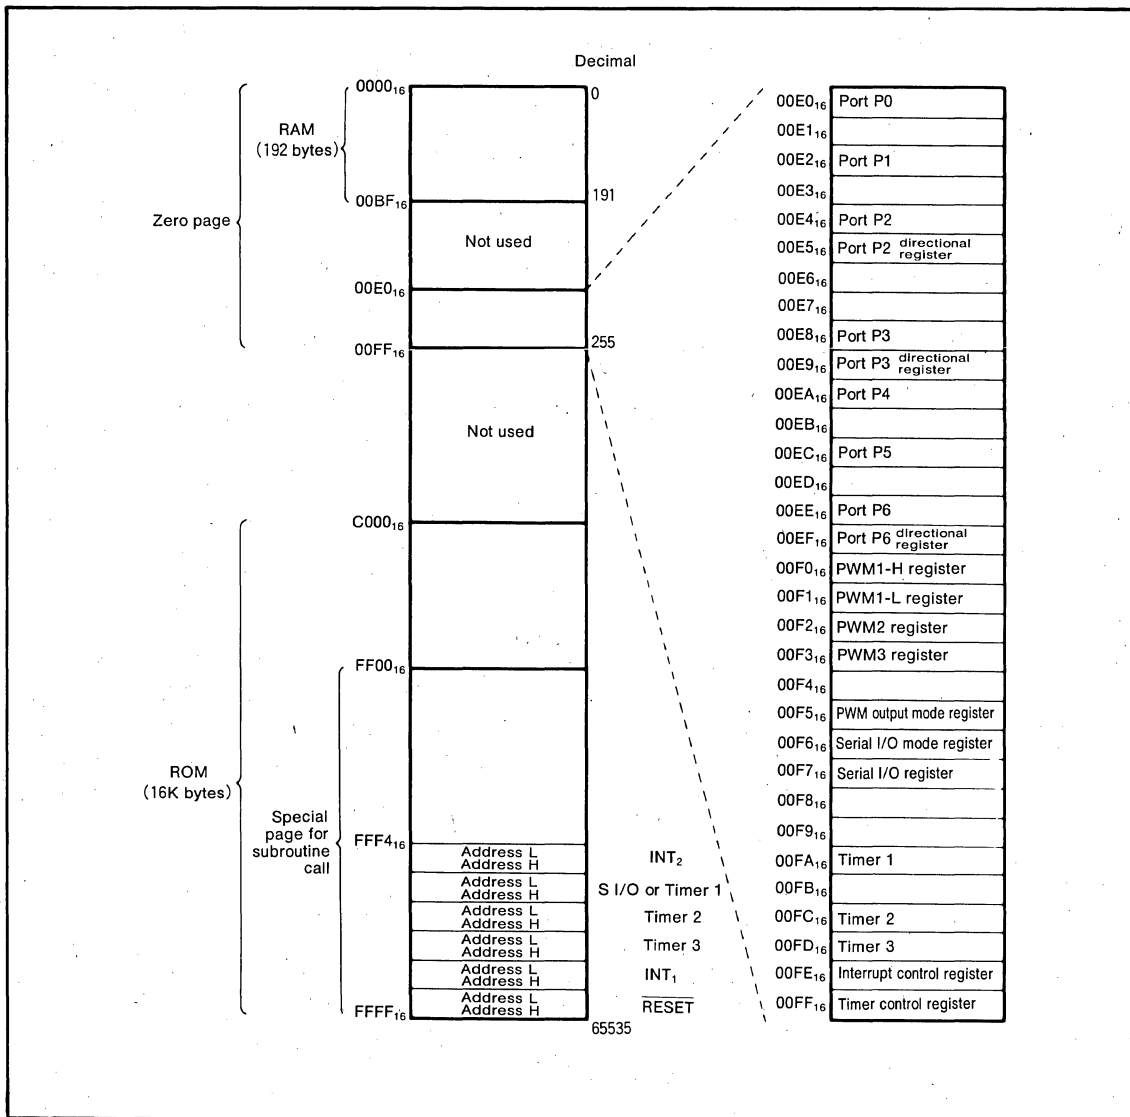 Decimal
0000₁₆
0
RAM
(192 bytes)
00BF₁₆
191
Zero page
Not used
00E0₁₆
00FF₁₆
255
Not used
C000₁₆
FF00₁₆
ROM
(16K bytes)
Special
page for
subroutine
call
FFF4₁₆
Address L
Address H
INT₂
Address L
Address H
S I/O or Timer 1
Address L
Address H
Timer 2
Address L
Address H
Timer 3
Address L
Address H
INT₁
Address L
Address H
RESET
FFFF₁₆
65535
00E0₁₆ Port P0
00E1₁₆
00E2₁₆ Port P1
00E3₁₆
00E4₁₆ Port P2
00E5₁₆ Port P2 directional register
00E6₁₆
00E7₁₆
00E8₁₆ Port P3
00E9₁₆ Port P3 directional register
00EA₁₆ Port P4
00EB₁₆
00EC₁₆ Port P5
00ED₁₆
00EE₁₆ Port P6
00EF₁₆ Port P6 directional register
00F0₁₆ PWM1-H register
00F1₁₆ PWM1-L register
00F2₁₆ PWM2 register
00F3₁₆ PWM3 register
00F4₁₆
00F5₁₆ PWM output mode register
00F6₁₆ Serial I/O mode register
00F7₁₆ Serial I/O register
00F8₁₆
00F9₁₆
00FA₁₆ Timer 1
00FB₁₆
00FC₁₆ Timer 2
00FD₁₆ Timer 3
00FE₁₆ Interrupt control register
00FF₁₆ Timer control register